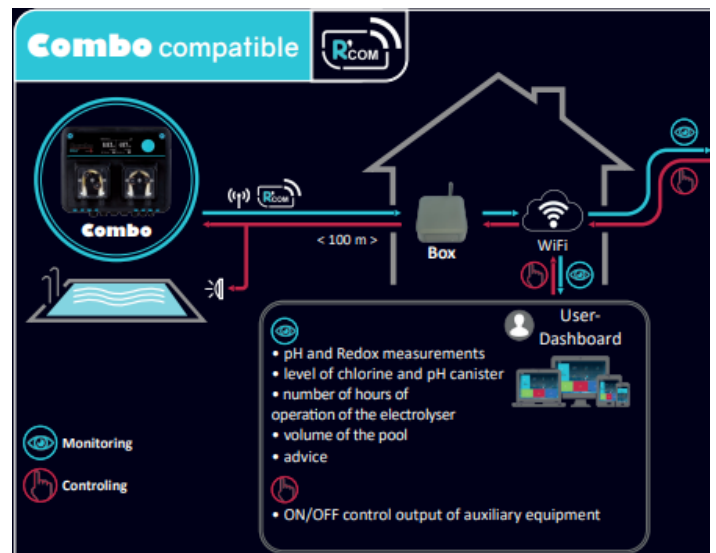 Combo compatible
R'COM
R'COM
Combo
< 100 m >
Box
WiFi
User-
Dashboard
• pH and Redox measurements
• level of chlorine and pH canister
• number of hours of
operation of the electrolyser
• volume of the pool
• advice
• ON/OFF control output of auxiliary equipment
Monitoring
Controling